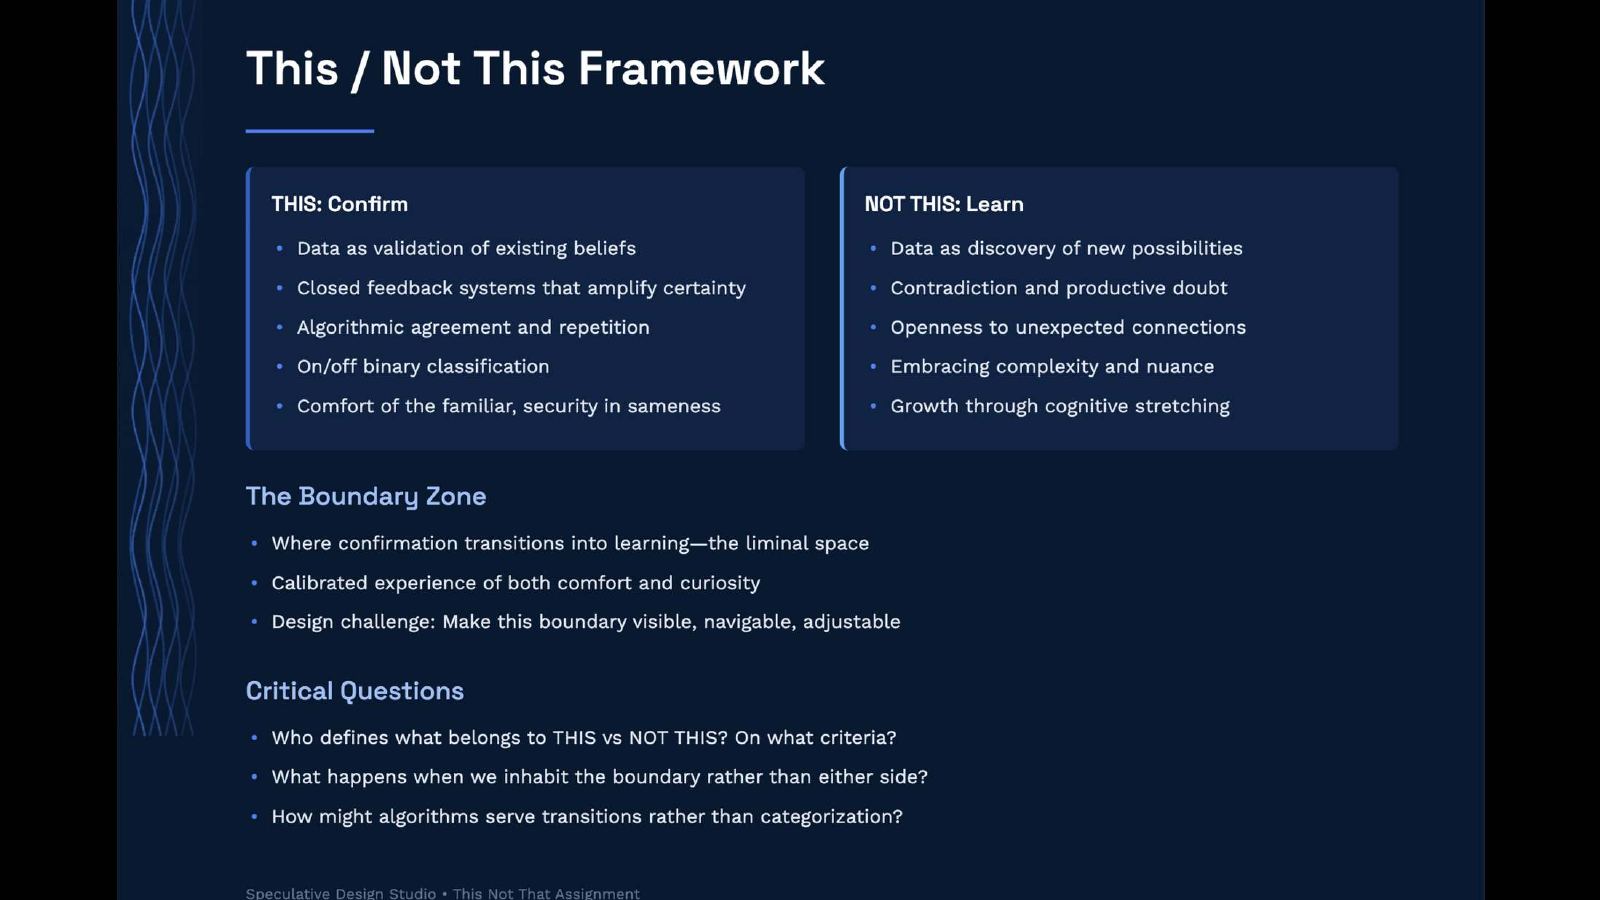 This / Not This Framework
THIS: Confirm
• Data as validation of existing beliefs
• Closed feedback systems that amplify certainty
• Algorithmic agreement and repetition
• On/off binary classification
• Comfort of the familiar, security in sameness
NOT THIS: Learn
• Data as discovery of new possibilities
• Contradiction and productive doubt
• Openness to unexpected connections
• Embracing complexity and nuance
• Growth through cognitive stretching
The Boundary Zone
• Where confirmation transitions into learning—the liminal space
• Calibrated experience of both comfort and curiosity
• Design challenge: Make this boundary visible, navigable, adjustable
Critical Questions
• Who defines what belongs to THIS vs NOT THIS? On what criteria?
• What happens when we inhabit the boundary rather than either side?
• How might algorithms serve transitions rather than categorization?
Speculative Design Studio • This Not That Assignment